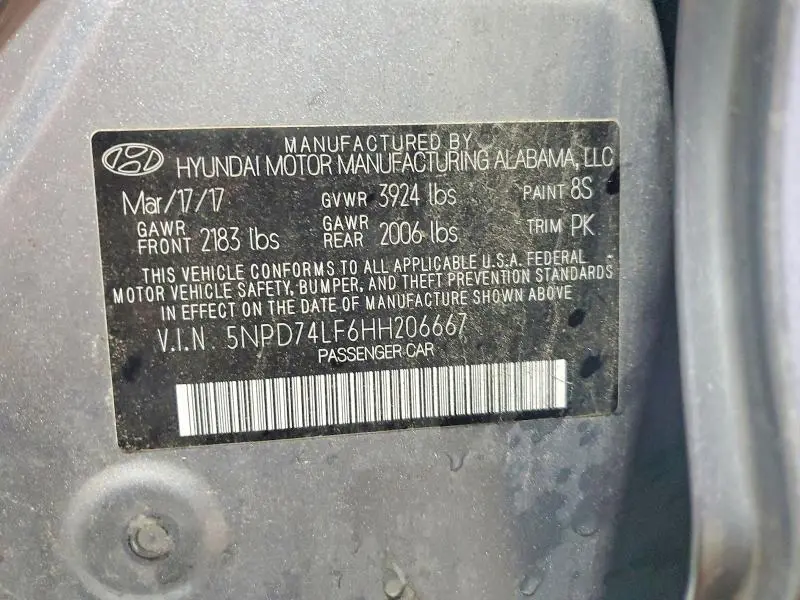 MANUFACTURED BY
HYUNDAI MOTOR MANUFACTURING ALABAMA, LLC
Mar/17/17 GVWR 3924 lbs PAINT 8S
GAWR FRONT 2183 lbs GAWR REAR 2006 lbs TRIM PK
THIS VEHICLE CONFORMS TO ALL APPLICABLE U.S.A. FEDERAL
MOTOR VEHICLE SAFETY, BUMPER, AND THEFT PREVENTION STANDARDS
IN EFFECT ON THE DATE OF MANUFACTURE SHOWN ABOVE
V.I.N. 5NPD74LF6HH206667
PASSENGER CAR